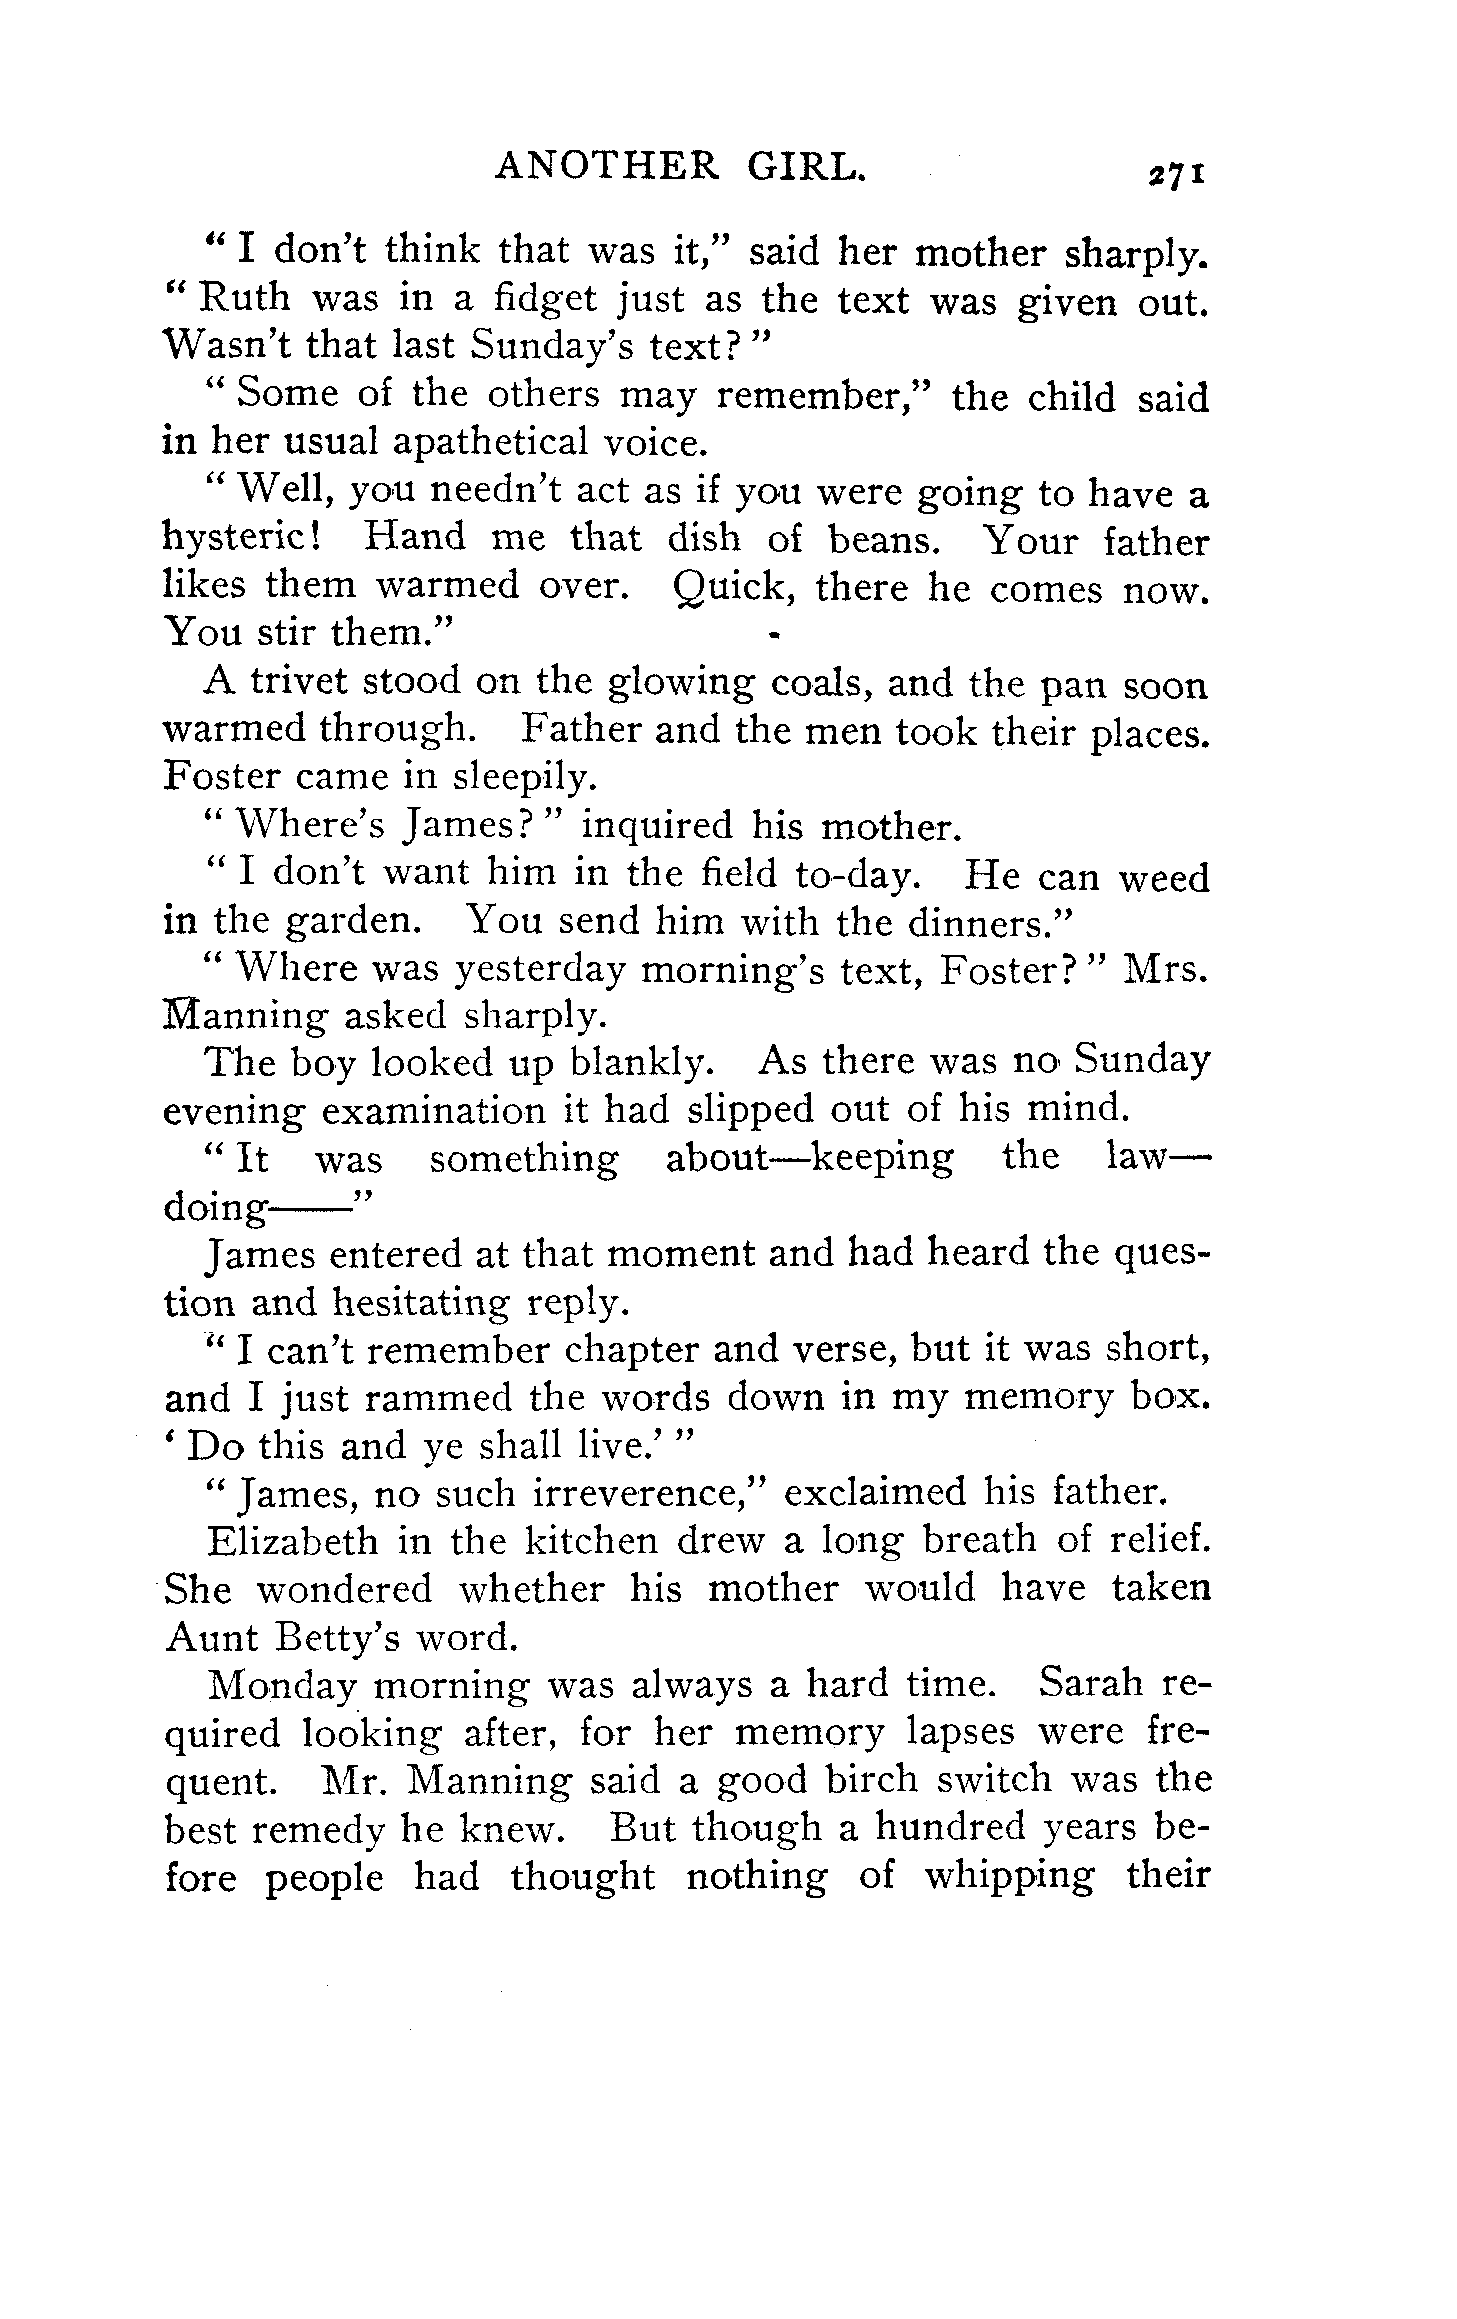 ANOTHER GIRL. 271
" I don't think that was it," said her mother sharply.
" Ruth was in a fidget just as the text was given out.
Wasn't that last Sunday's text? "
" Some of the others may remember," the child said
in her usual apathetical voice.
" Well, you needn't act as if you were going to have a
hysteric! Hand me that dish of beans. Your father
likes them warmed over. Quick, there he comes now.
You stir them."
A trivet stood on the glowing coals, and the pan soon
warmed through. Father and the men took their places.
Foster came in sleepily.
" Where's James? " inquired his mother.
" I don't want him in the field to-day. He can weed
in the garden. You send him with the dinners."
" Where was yesterday morning's text, Foster? " Mrs.
Manning asked sharply.
The boy looked up blankly. As there was no Sunday
evening examination it had slipped out of his mind.
" It was something about—keeping the law—
doing——"
James entered at that moment and had heard the ques-
tion and hesitating reply.
" I can't remember chapter and verse, but it was short,
and I just rammed the words down in my memory box.
' Do this and ye shall live.' "
" James, no such irreverence," exclaimed his father.
Elizabeth in the kitchen drew a long breath of relief.
She wondered whether his mother would have taken
Aunt Betty's word.
Monday morning was always a hard time. Sarah re-
quired looking after, for her memory lapses were fre-
quent. Mr. Manning said a good birch switch was the
best remedy he knew. But though a hundred years be-
fore people had thought nothing of whipping their